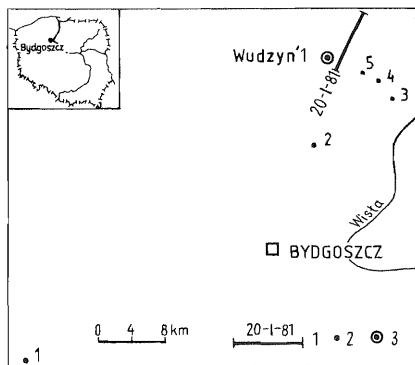 Bydgoszcz
Wudzyń 1
20-I-81
5
4
3
2
Wisła
BYDGOSZCZ
0 4 8 km
20-I-81 1 2 3
1